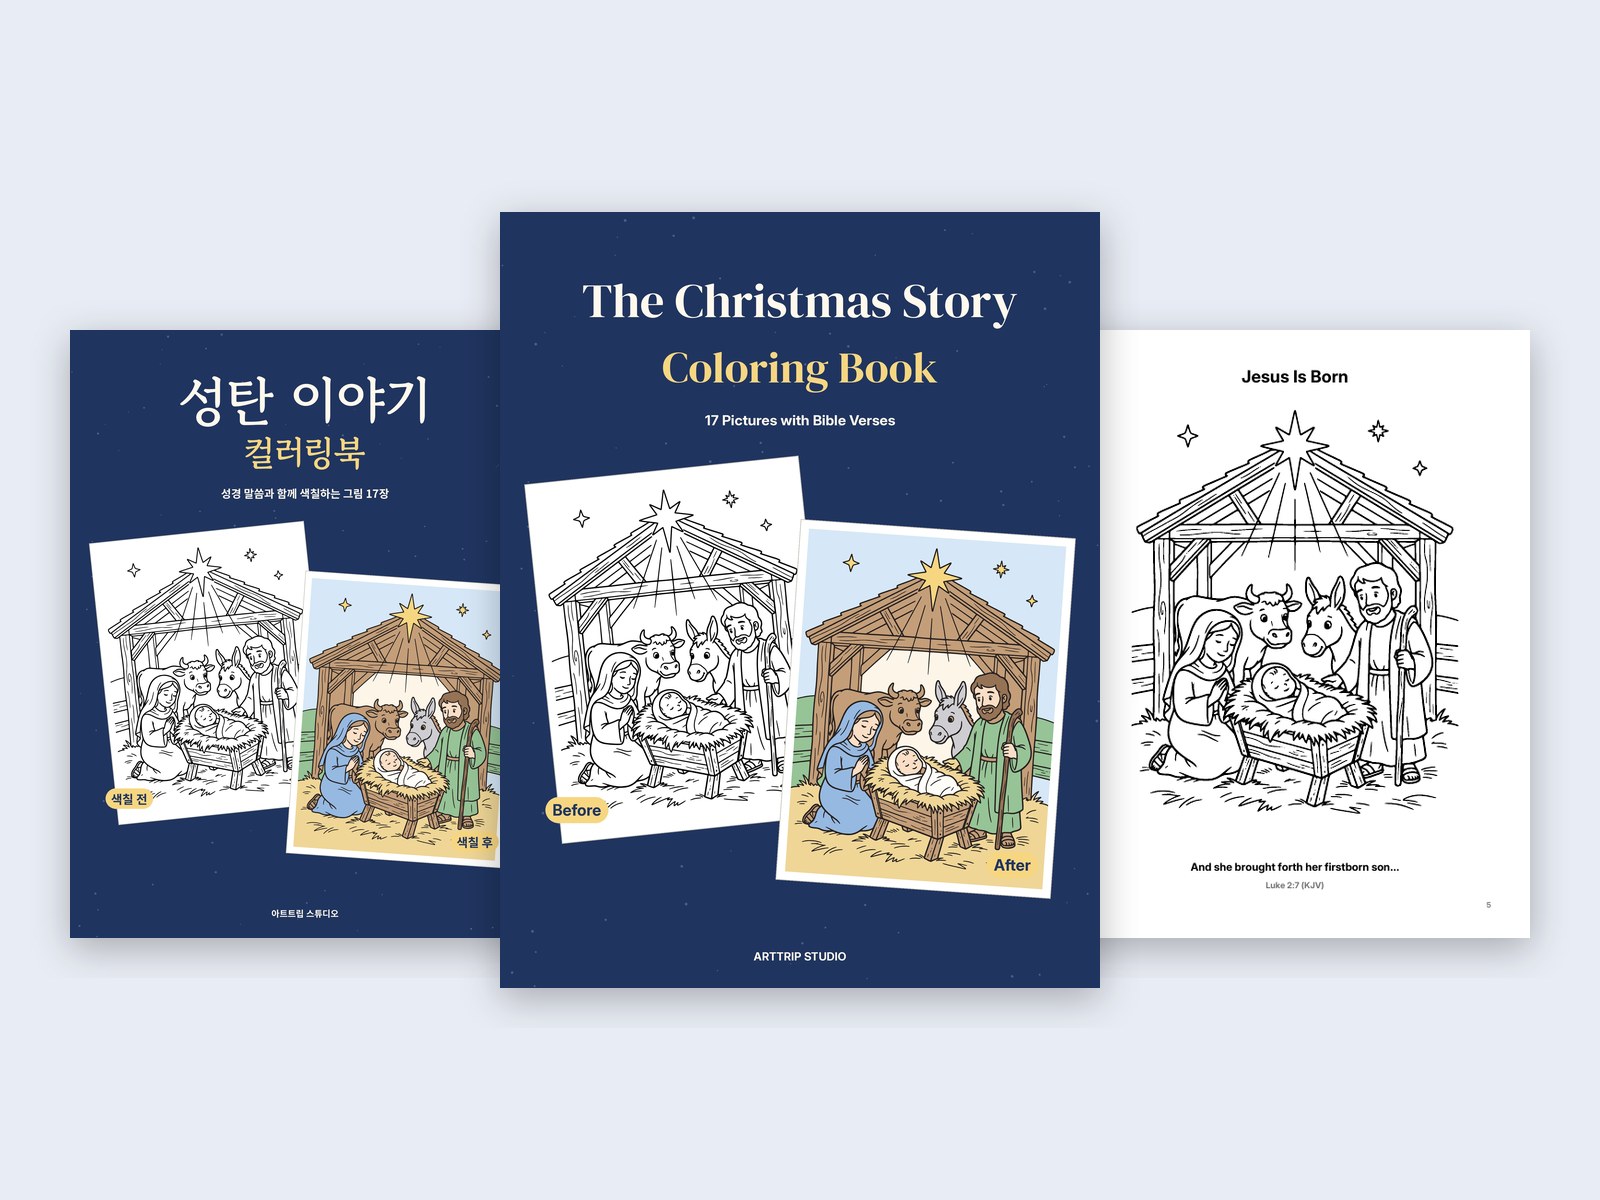 성탄 이야기
컬러링북
성경 말씀과 함께 색칠하는 그림 17장
색칠 전
색칠 후
아트트립 스튜디오
The Christmas Story
Coloring Book
17 Pictures with Bible Verses
Before
After
ARTTRIP STUDIO
Jesus Is Born
And she brought forth her firstborn son...
Luke 2:7 (KJV)
5